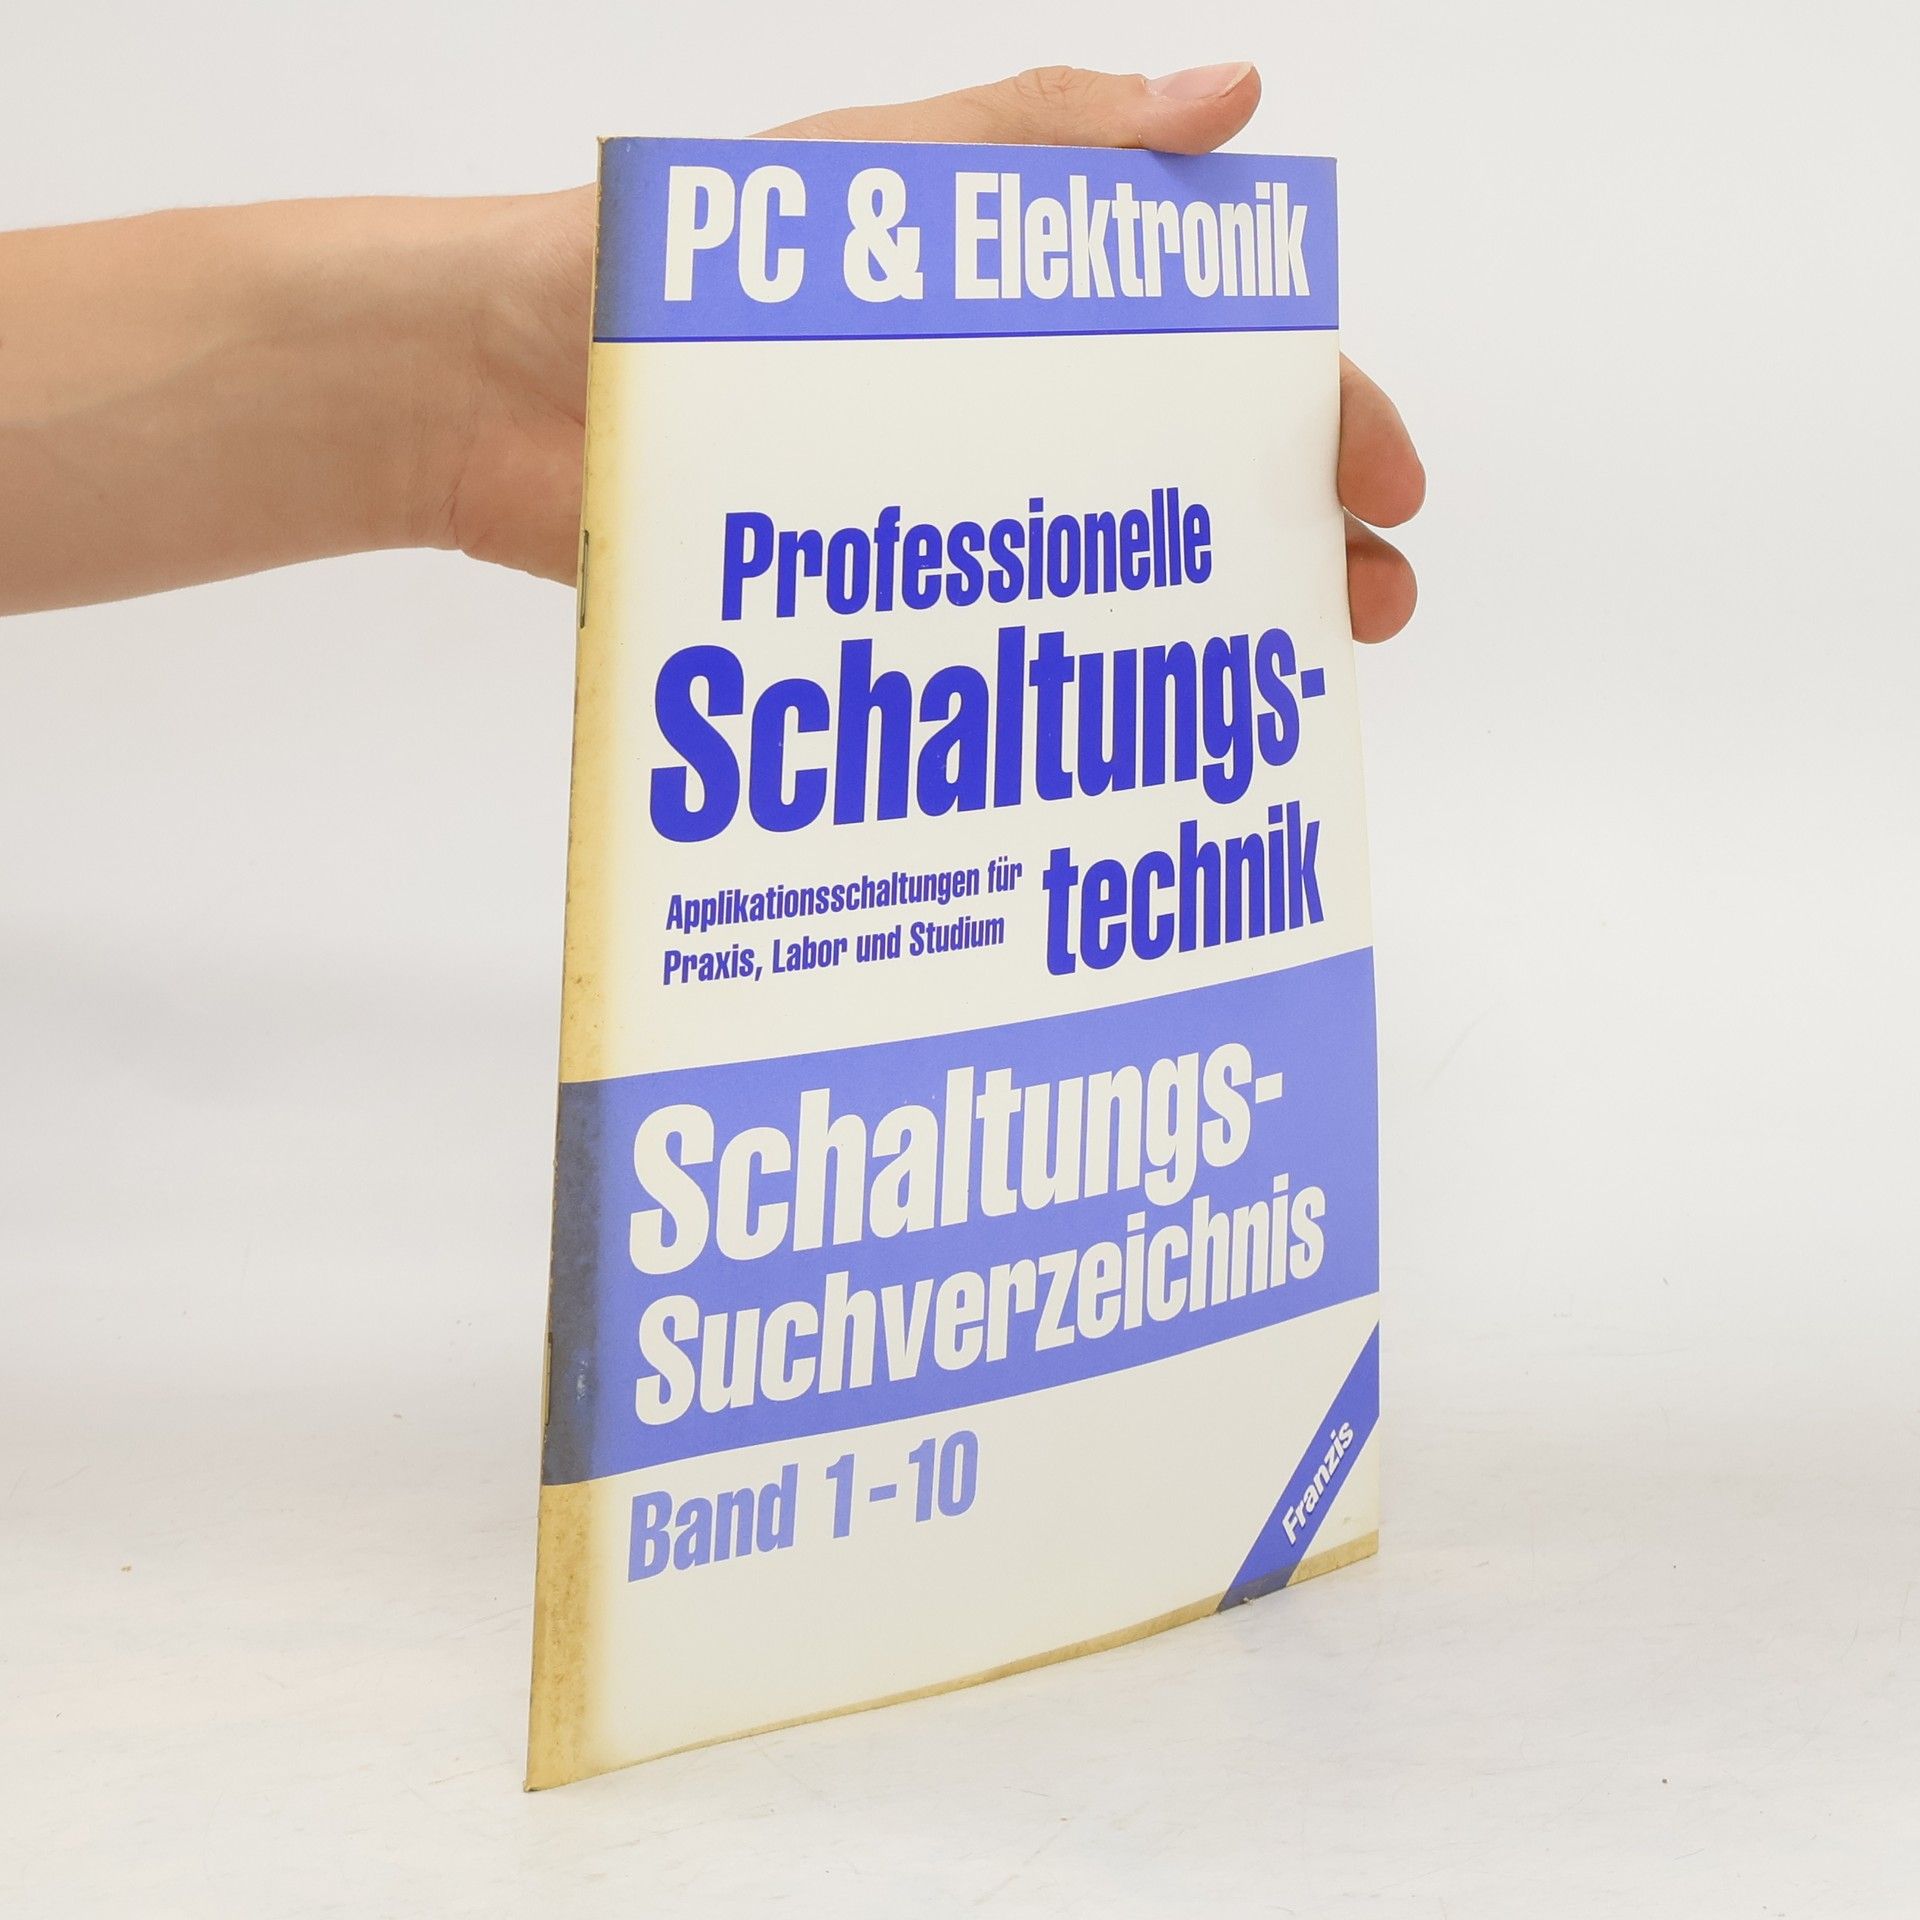 PC & Elektronik
Professionelle
Schaltungs-
technik
Applikationsschaltungen für
Praxis, Labor und Studium
Schaltungs-
Suchverzeichnis
Band 1-10
Franzis